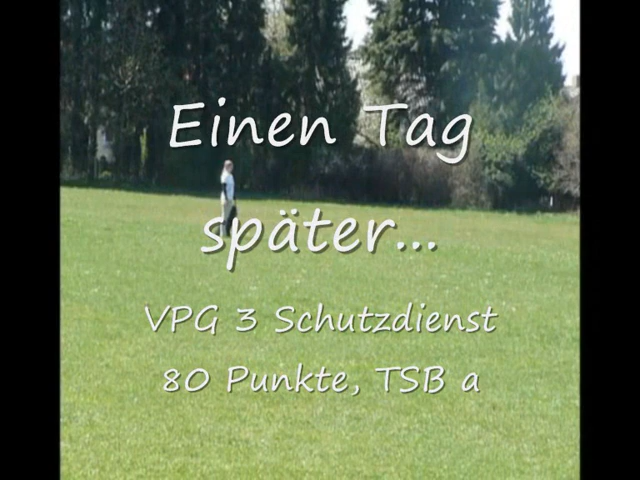 Einen Tag
später...
VPG 3 Schutzdienst
80 Punkte, TSB a